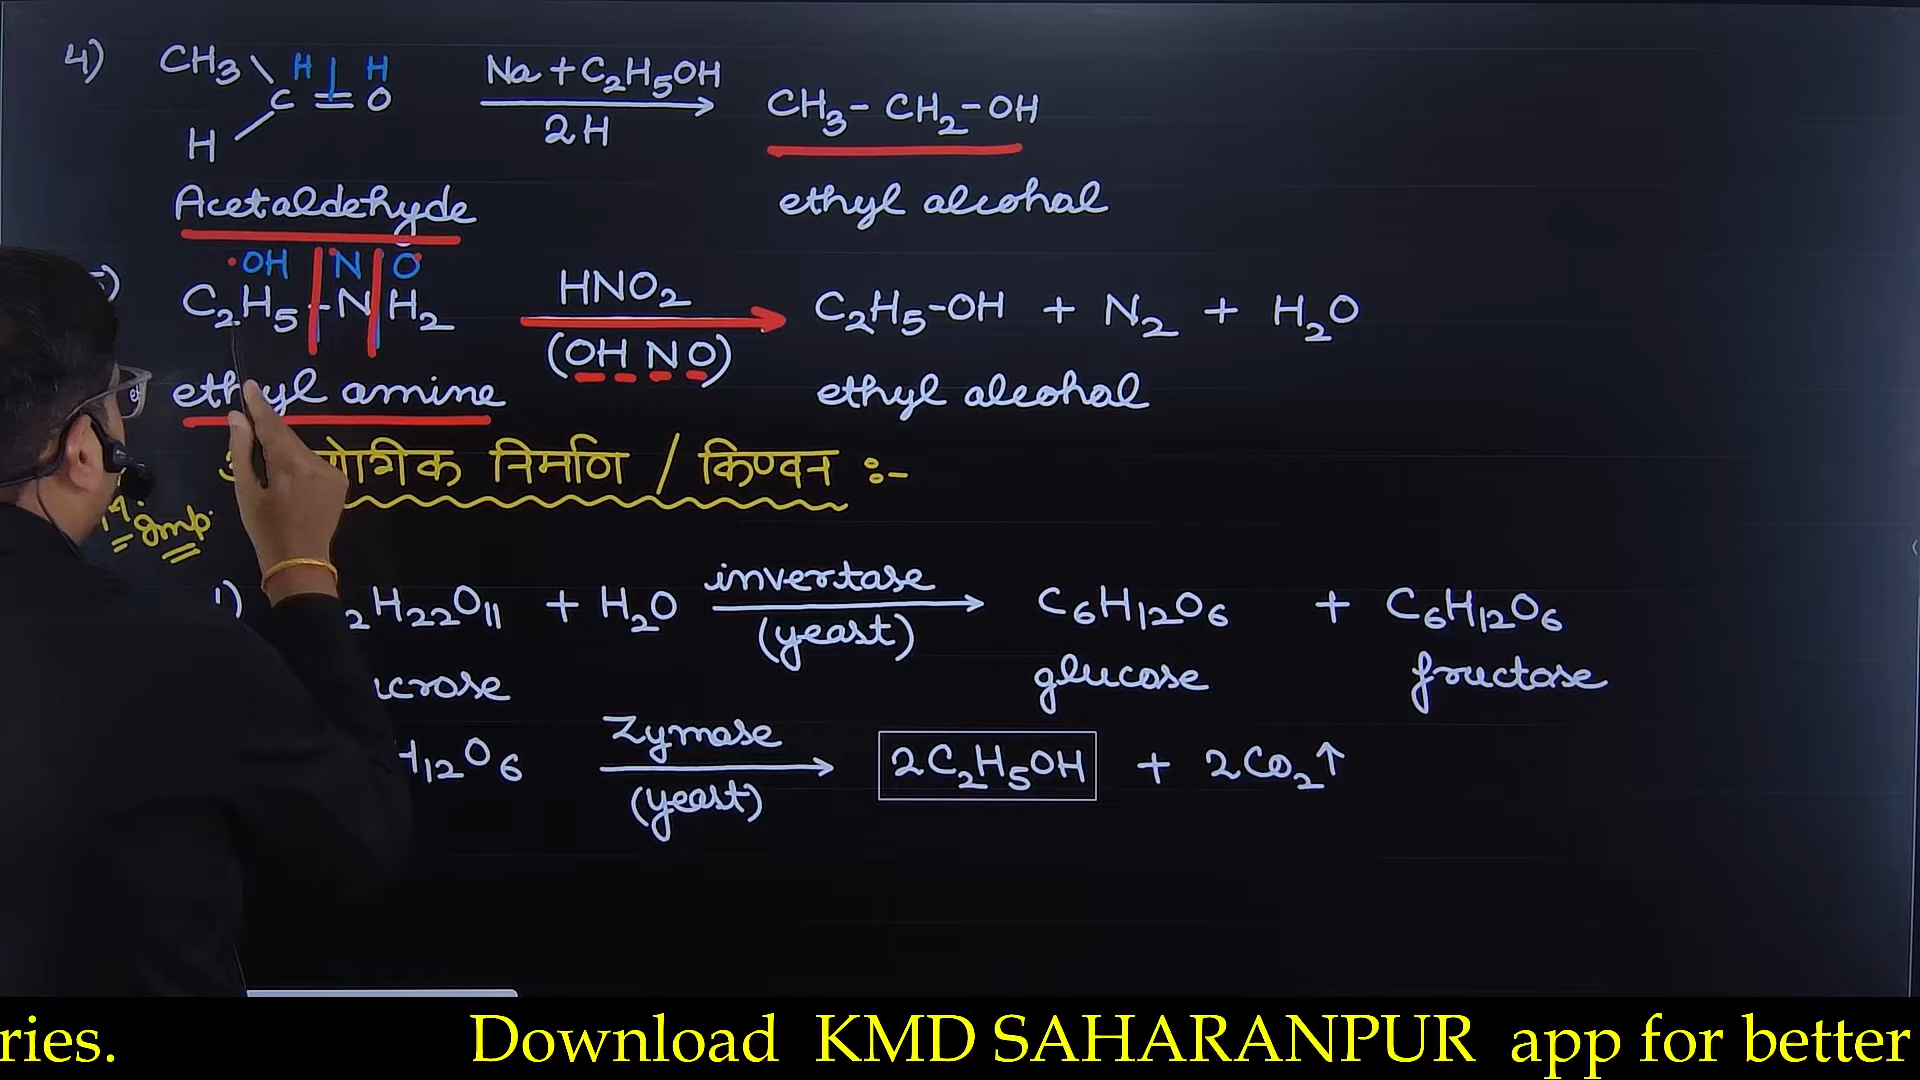 4) CH3 H H
C = O
H
Na + C2H5OH
2H
CH3 - CH2 - OH
Acetaldehyde
ethyl alcohal
OH N O
C2H5 - NH2
HNO2
(OH N O)
C2H5-OH + N2 + H2O
ethyl amine
ethyl alcohal
निर्माण / किण्वन :-
Imp.
1) 2H22O11 + H2O
invertase
(yeast)
C6H12O6 + C6H12O6
ucrose
glucose
fructose
H12O6
Zymase
(yeast)
2C2H5OH + 2CO2↑
ries. Download KMD SAHARANPUR app for better